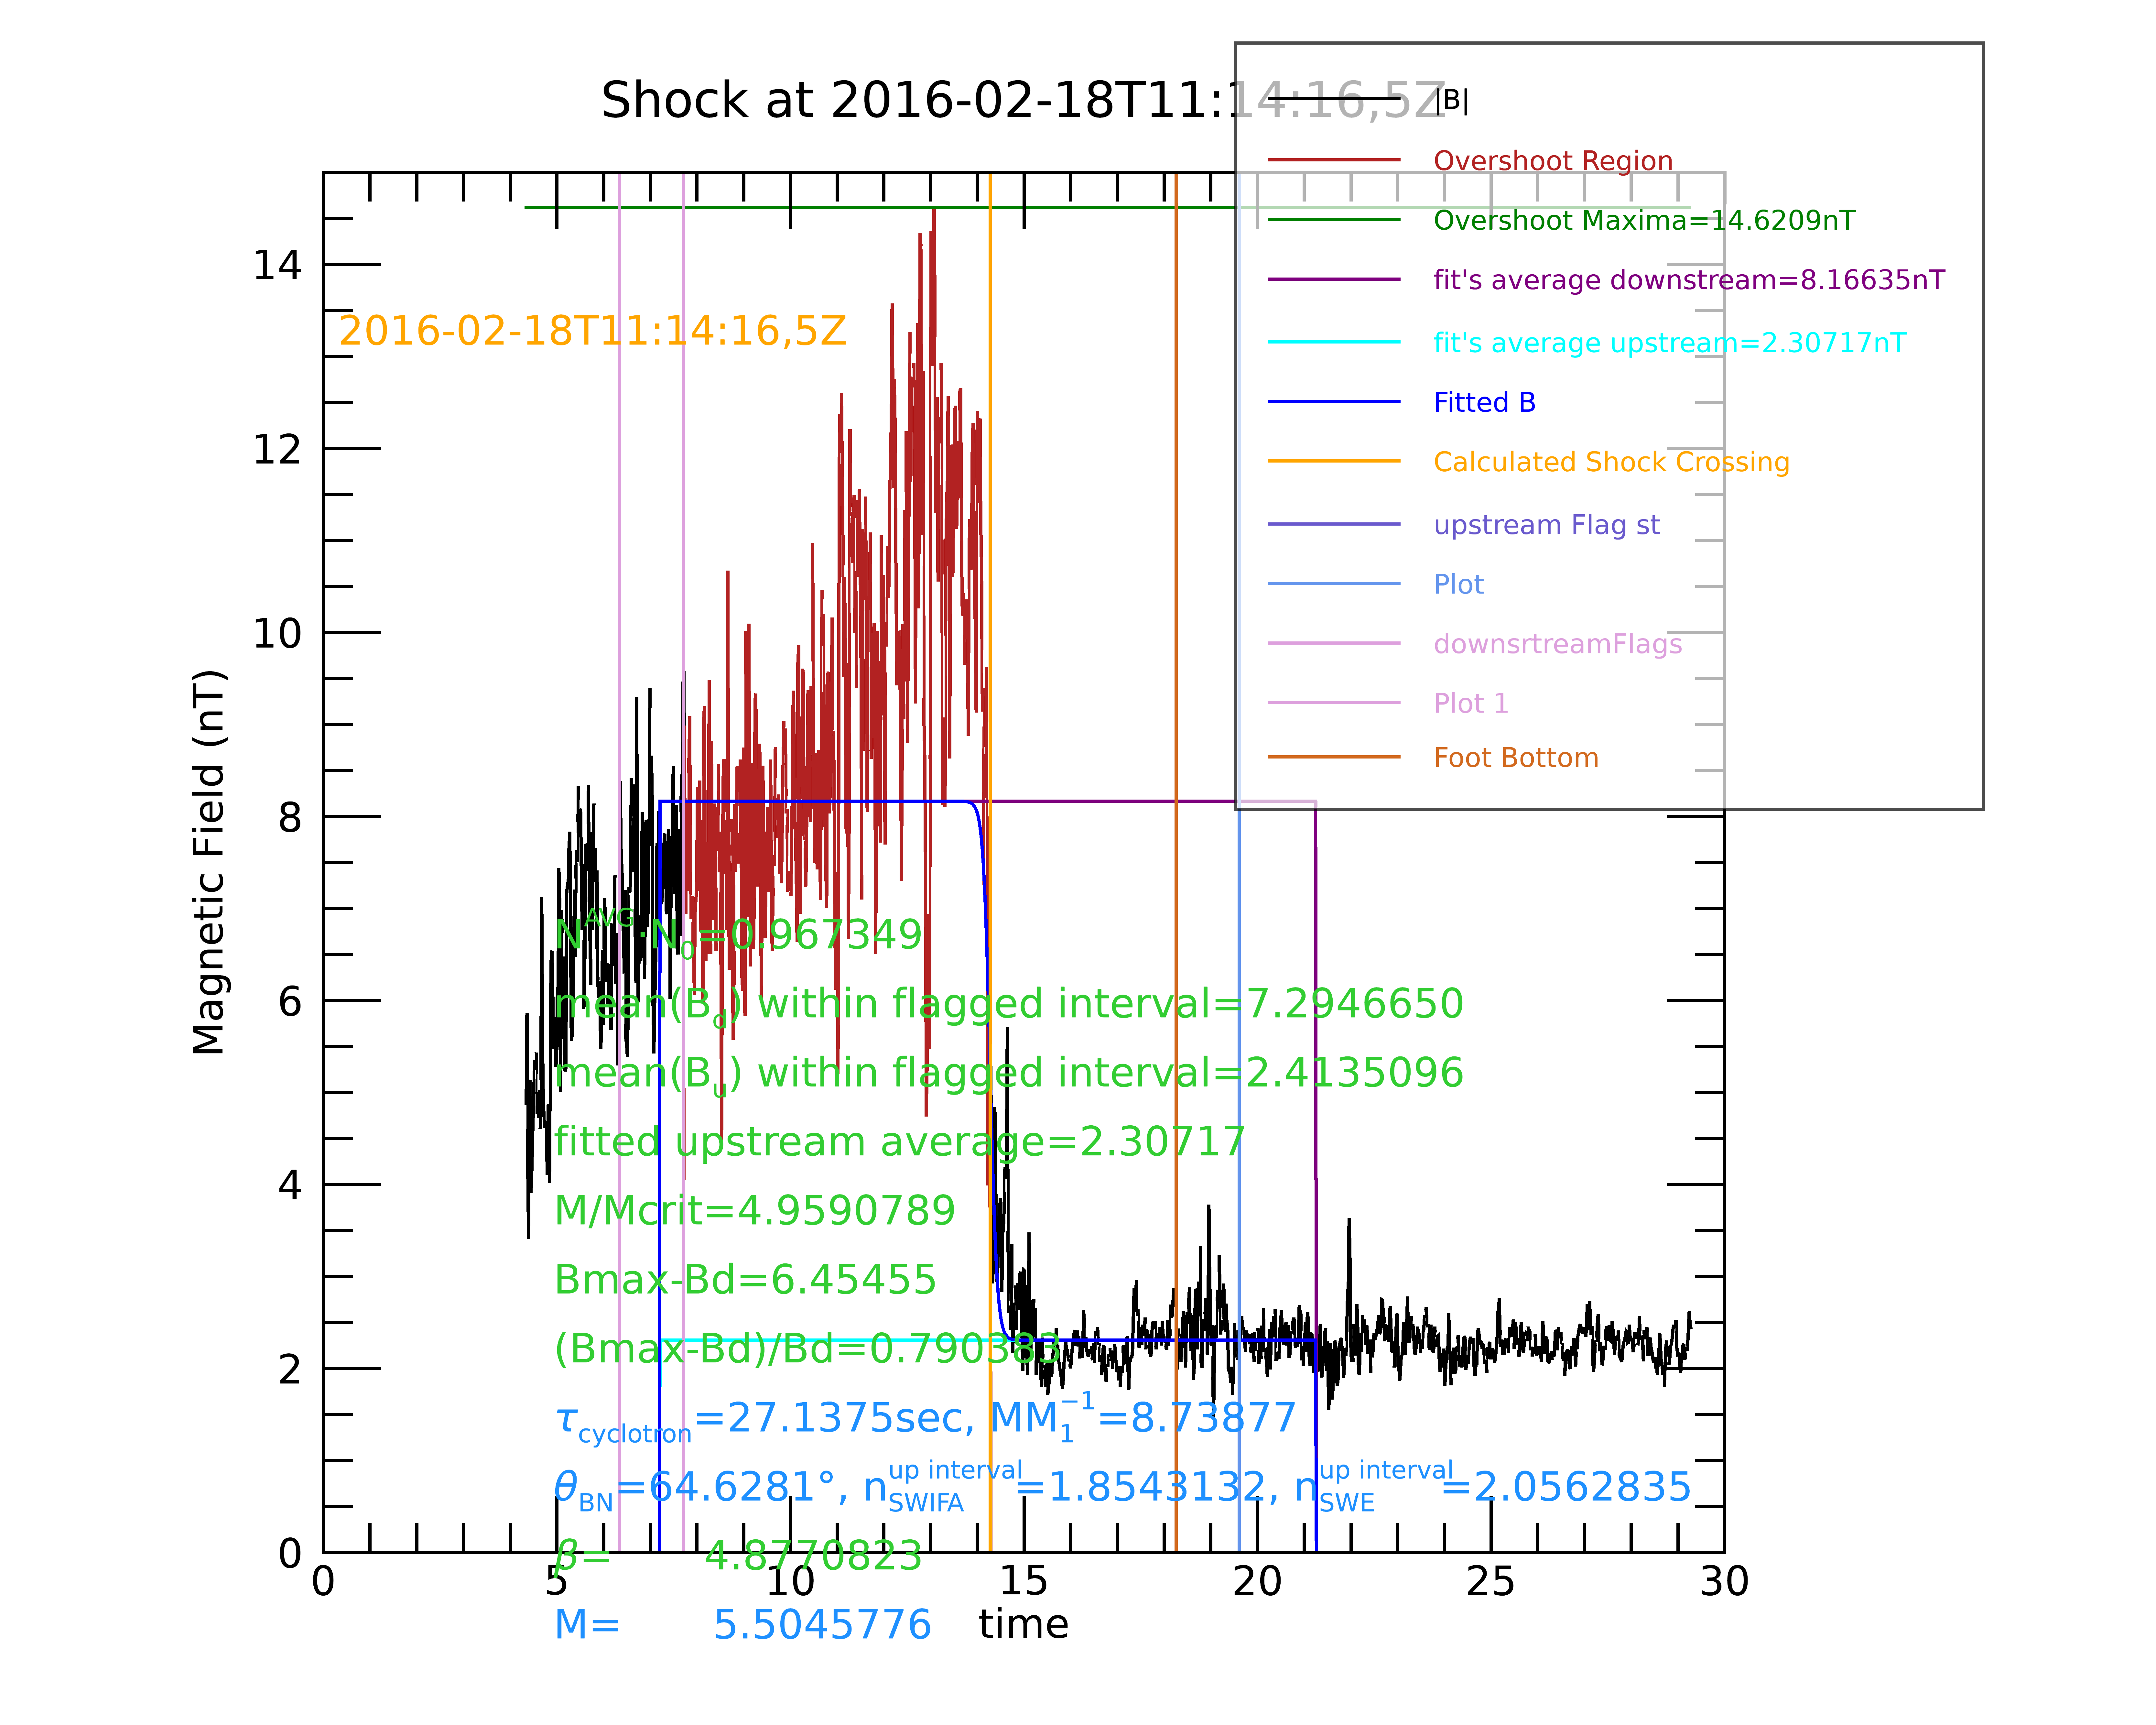 Shock at 2016-02-18T11:14:16,5Z
|B|
Overshoot Region
Overshoot Maxima=14.6209nT
fit's average downstream=8.16635nT
fit's average upstream=2.30717nT
Fitted B
Calculated Shock Crossing
upstream Flag st
Plot
downsrtreamFlags
Plot 1
Foot Bottom
2016-02-18T11:14:16,5Z
Magnetic Field (nT)
14
12
10
8
6
4
2
0
N^AVG·N_0=0.967349
mean(B_d) within flagged interval=7.2946650
mean(B_u) within flagged interval=2.4135096
fitted upstream average=2.30717
M/Mcrit=4.9590789
Bmax-Bd=6.45455
(Bmax-Bd)/Bd=0.790383
τ_cyclotron=27.1375sec, MM_1^−1=8.73877
θ_BN=64.6281°, n_SWIFA^up interval=1.8543132, n_SWE^up interval=2.0562835
β= 4.8770823
0 5 10 15 20 25 30
M= 5.5045776
time